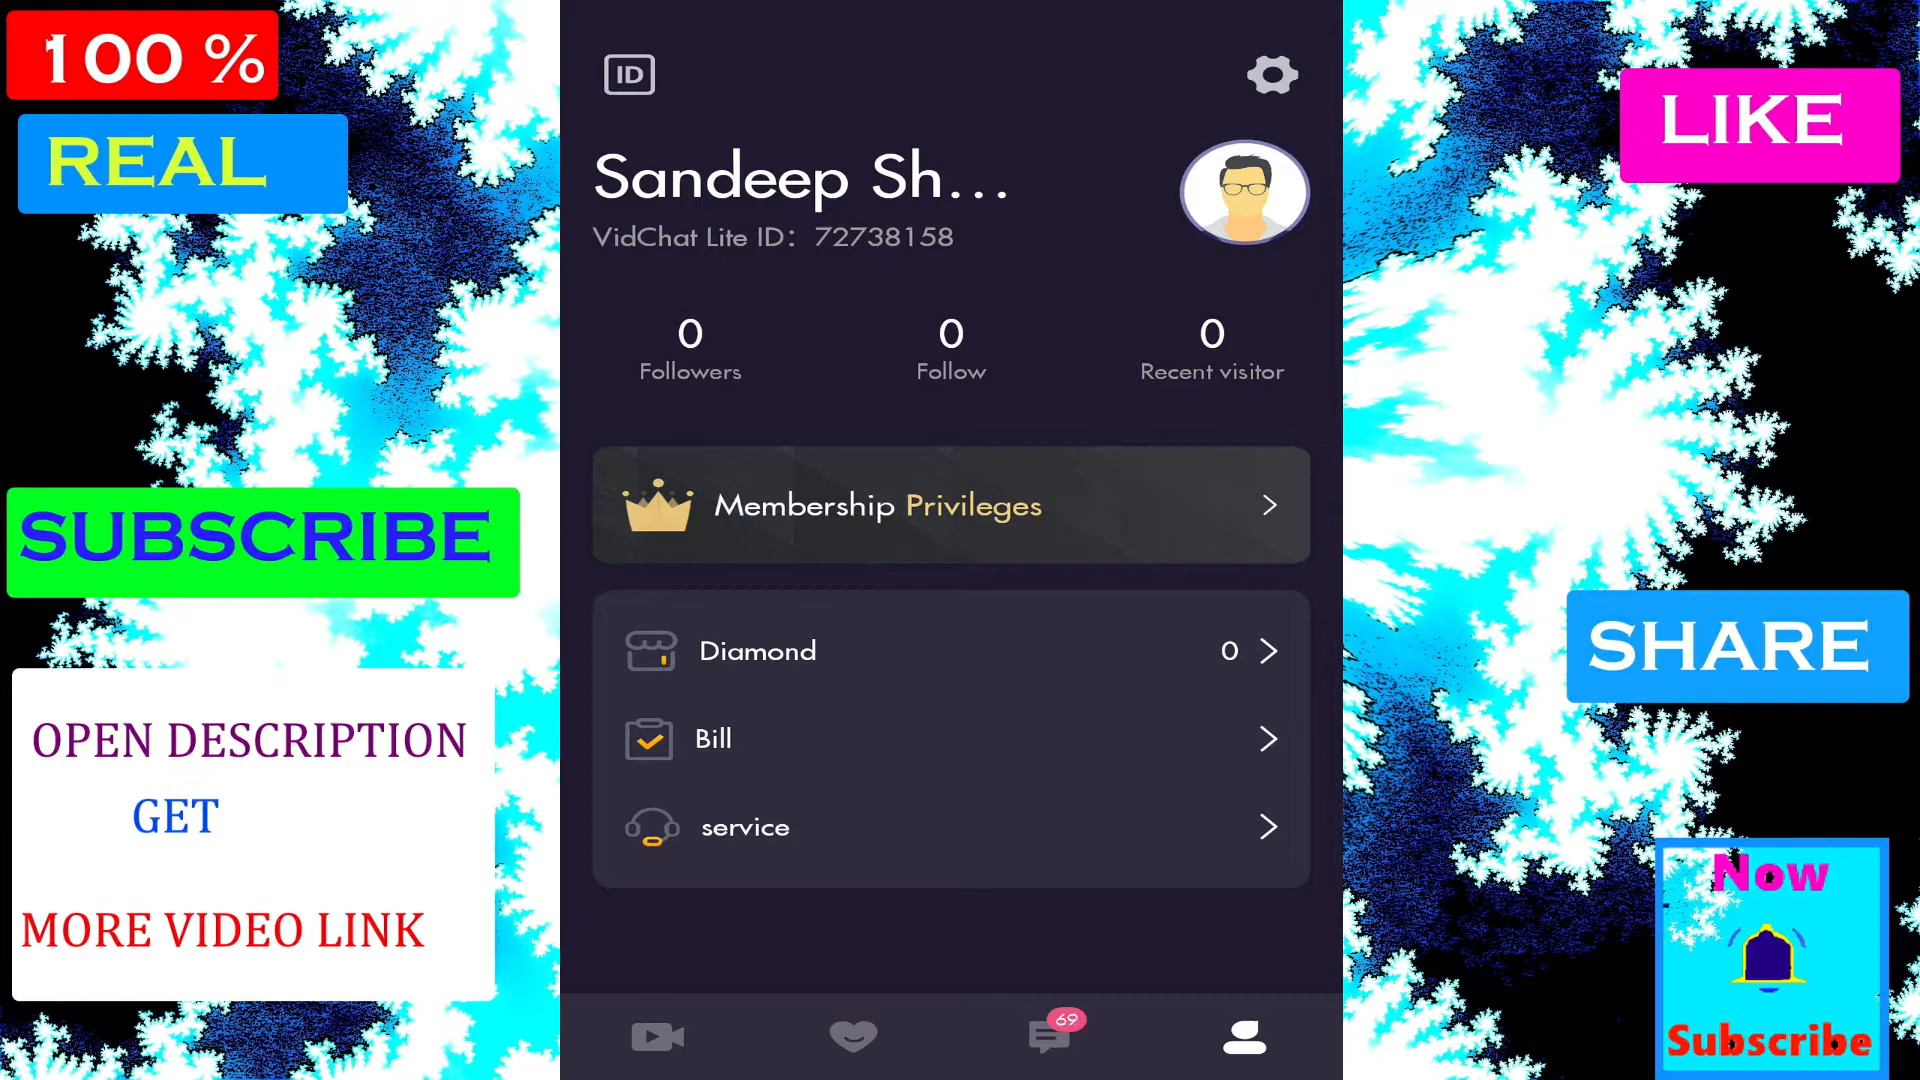 100 %
REAL
SUBSCRIBE
OPEN DESCRIPTION
GET
MORE VIDEO LINK
ID
Sandeep Sh...
VidChat Lite ID: 72738158
0 0 0
Followers Follow Recent visitor
Membership Privileges
Diamond 0
Bill
service
69
LIKE
SHARE
Now
Subscribe